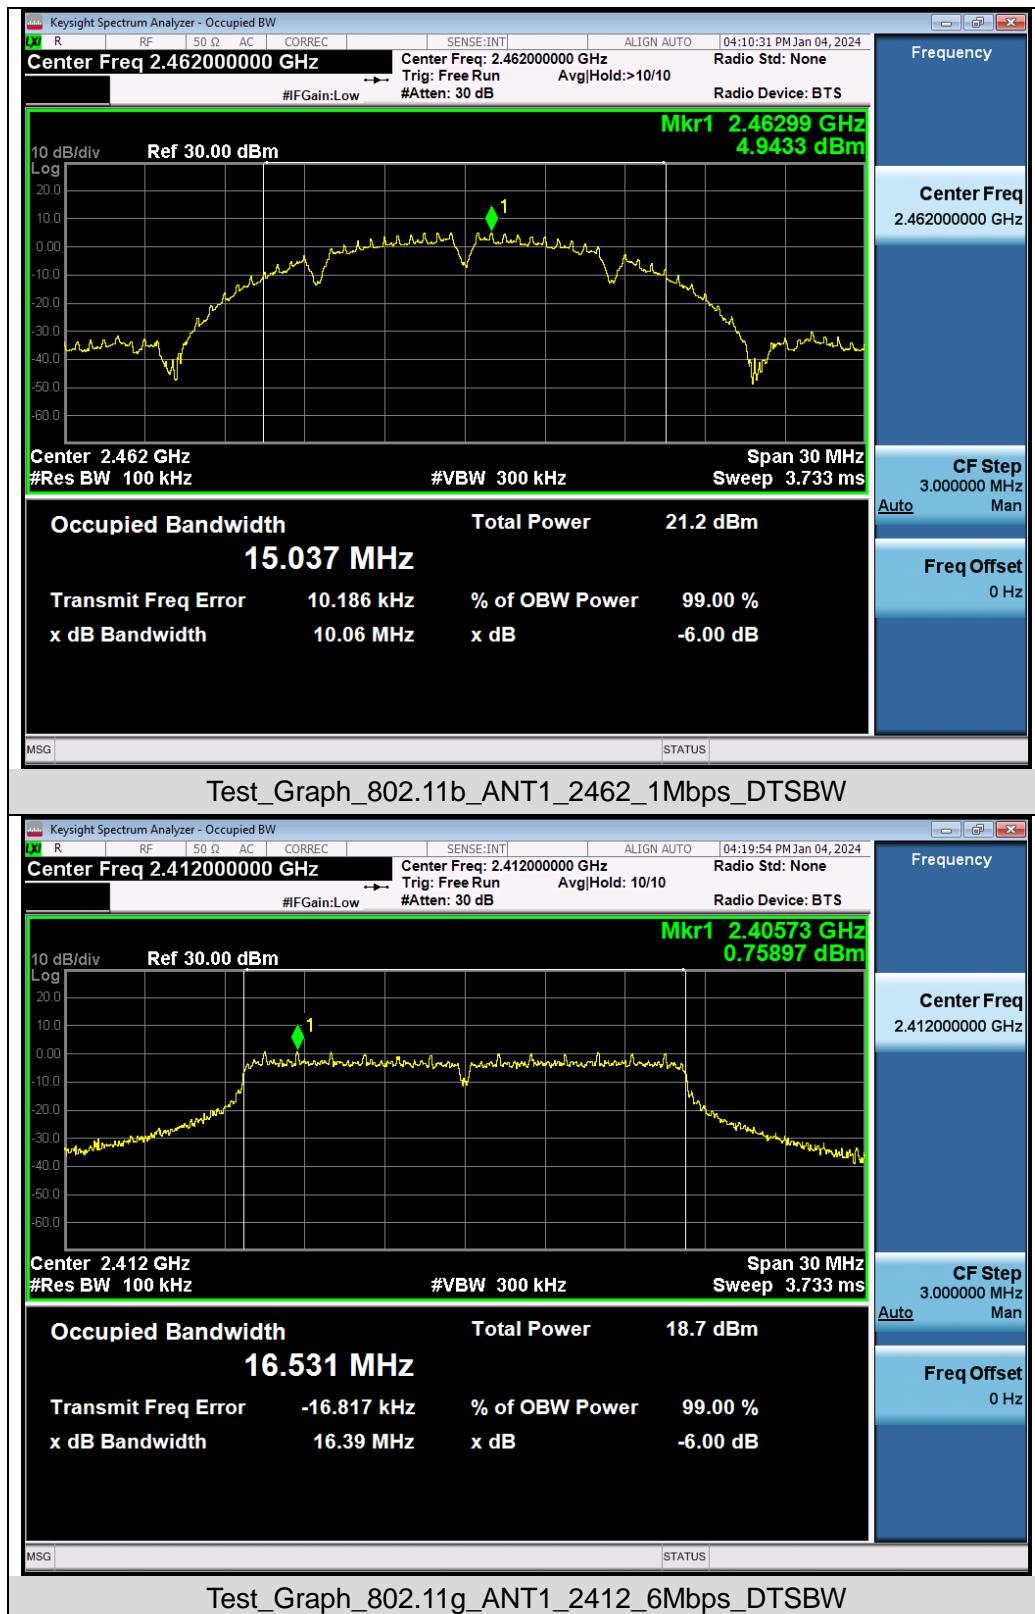 Keysight Spectrum Analyzer - Occupied BW
LXI R RF 50 Ω AC CORREC SENSE:INT ALIGN AUTO 04:10:31 PM Jan 04, 2024
Center Freq 2.462000000 GHz Center Freq: 2.462000000 GHz Radio Std: None
Trig: Free Run Avg|Hold:>10/10
#IFGain:Low #Atten: 30 dB Radio Device: BTS
Frequency
Mkr1 2.46299 GHz
4.9433 dBm
10 dB/div Ref 30.00 dBm
Log
20.0
10.0
0.00
-10.0
-20.0
-30.0
-40.0
-50.0
-60.0
1
Center Freq
2.462000000 GHz
Center 2.462 GHz Span 30 MHz
#Res BW 100 kHz #VBW 300 kHz Sweep 3.733 ms
CF Step
3.000000 MHz
Auto Man
Occupied Bandwidth Total Power 21.2 dBm
15.037 MHz
Transmit Freq Error 10.186 kHz % of OBW Power 99.00 %
x dB Bandwidth 10.06 MHz x dB -6.00 dB
Freq Offset
0 Hz
MSG STATUS
Test_Graph_802.11b_ANT1_2462_1Mbps_DTSBW
Keysight Spectrum Analyzer - Occupied BW
LXI R RF 50 Ω AC CORREC SENSE:INT ALIGN AUTO 04:19:54 PM Jan 04, 2024
Center Freq 2.412000000 GHz Center Freq: 2.412000000 GHz Radio Std: None
Trig: Free Run Avg|Hold: 10/10
#IFGain:Low #Atten: 30 dB Radio Device: BTS
Frequency
Mkr1 2.40573 GHz
0.75897 dBm
10 dB/div Ref 30.00 dBm
Log
20.0
10.0
0.00
-10.0
-20.0
-30.0
-40.0
-50.0
-60.0
1
Center Freq
2.412000000 GHz
Center 2.412 GHz Span 30 MHz
#Res BW 100 kHz #VBW 300 kHz Sweep 3.733 ms
CF Step
3.000000 MHz
Auto Man
Occupied Bandwidth Total Power 18.7 dBm
16.531 MHz
Transmit Freq Error -16.817 kHz % of OBW Power 99.00 %
x dB Bandwidth 16.39 MHz x dB -6.00 dB
Freq Offset
0 Hz
MSG STATUS
Test_Graph_802.11g_ANT1_2412_6Mbps_DTSBW